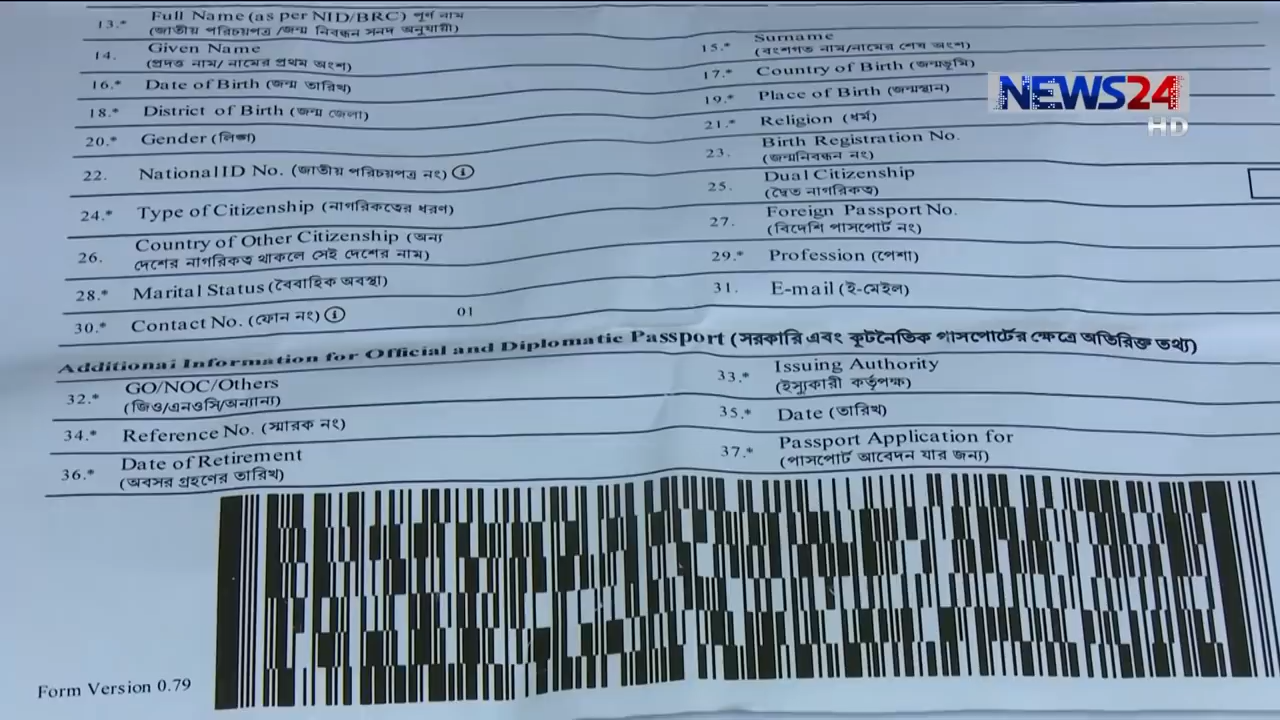 13.* Full Name (as per NID/BRC) পূর্ণ নাম
(জাতীয় পরিচয়পত্র /জন্ম নিবন্ধন সনদ অনুযায়ী)
14. Given Name
(প্রদত্ত নাম/ নামের প্রথম অংশ)
15.* Surname
(বংশগত নাম/নামের শেষ অংশ)
16.* Date of Birth (জন্ম তারিখ)
17.* Country of Birth (জন্মভূমি)
18.* District of Birth (জন্ম জেলা)
19.* Place of Birth (জন্মস্থান)
NEWS24
HD
20.* Gender (লিঙ্গ)
21.* Religion (ধর্ম)
22. National ID No. (জাতীয় পরিচয়পত্র নং) i
23. Birth Registration No.
(জন্মনিবন্ধন নং)
24.* Type of Citizenship (নাগরিকত্বের ধরণ)
25. Dual Citizenship
(দ্বৈত নাগরিকত্ব)
26. Country of Other Citizenship (অন্য
দেশের নাগরিকত্ব থাকলে সেই দেশের নাম)
27. Foreign Passport No.
(বিদেশি পাসপোর্ট নং)
28.* Marital Status (বৈবাহিক অবস্থা)
29.* Profession (পেশা)
30.* Contact No. (ফোন নং) i 01
31. E-mail (ই-মেইল)
Additional Information for Official and Diplomatic Passport (সরকারি এবং কূটনৈতিক পাসপোর্টের ক্ষেত্রে অতিরিক্ত তথ্য)
32.* GO/NOC/Others
(জিও/এনওসি/অন্যান্য)
33.* Issuing Authority
(ইস্যুকারী কর্তৃপক্ষ)
34.* Reference No. (স্মারক নং)
35.* Date (তারিখ)
36.* Date of Retirement
(অবসর গ্রহণের তারিখ)
37.* Passport Application for
(পাসপোর্ট আবেদন যার জন্য)
Form Version 0.79